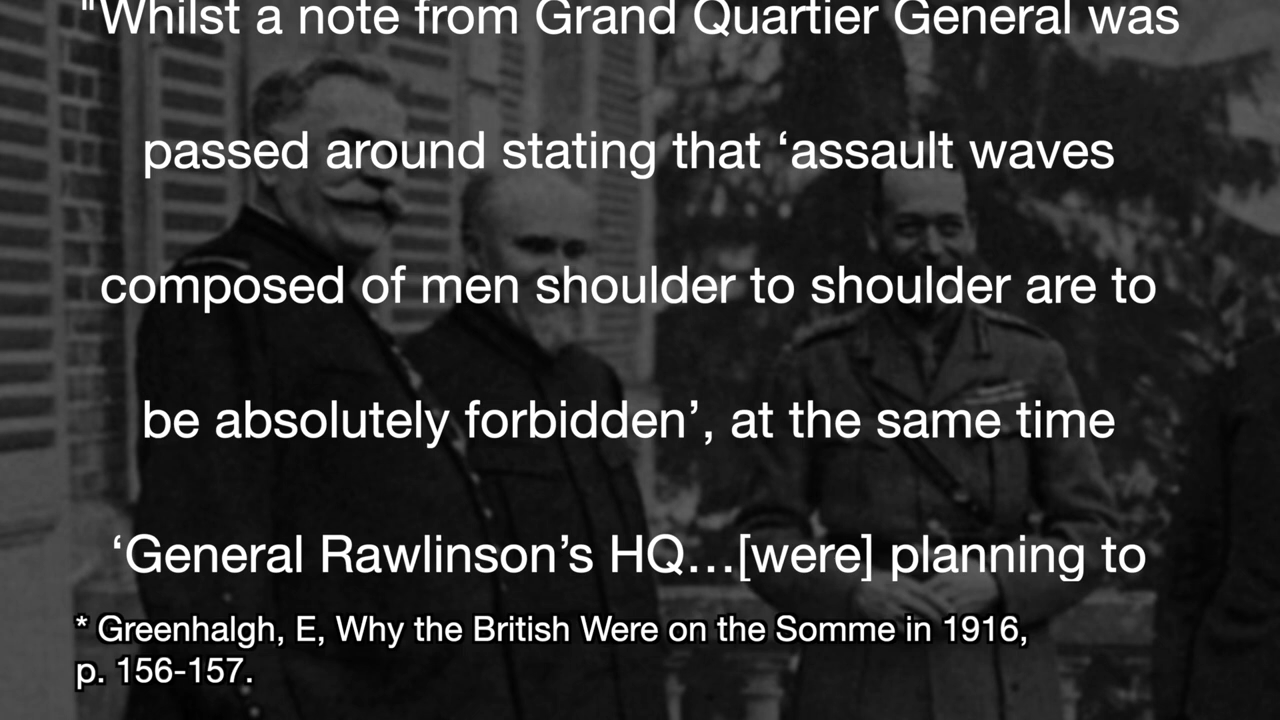 "Whilst a note from Grand Quartier General was
passed around stating that ‘assault waves
composed of men shoulder to shoulder are to
be absolutely forbidden’, at the same time
‘General Rawlinson’s HQ…[were] planning to
* Greenhalgh, E, Why the British Were on the Somme in 1916,
p. 156-157.